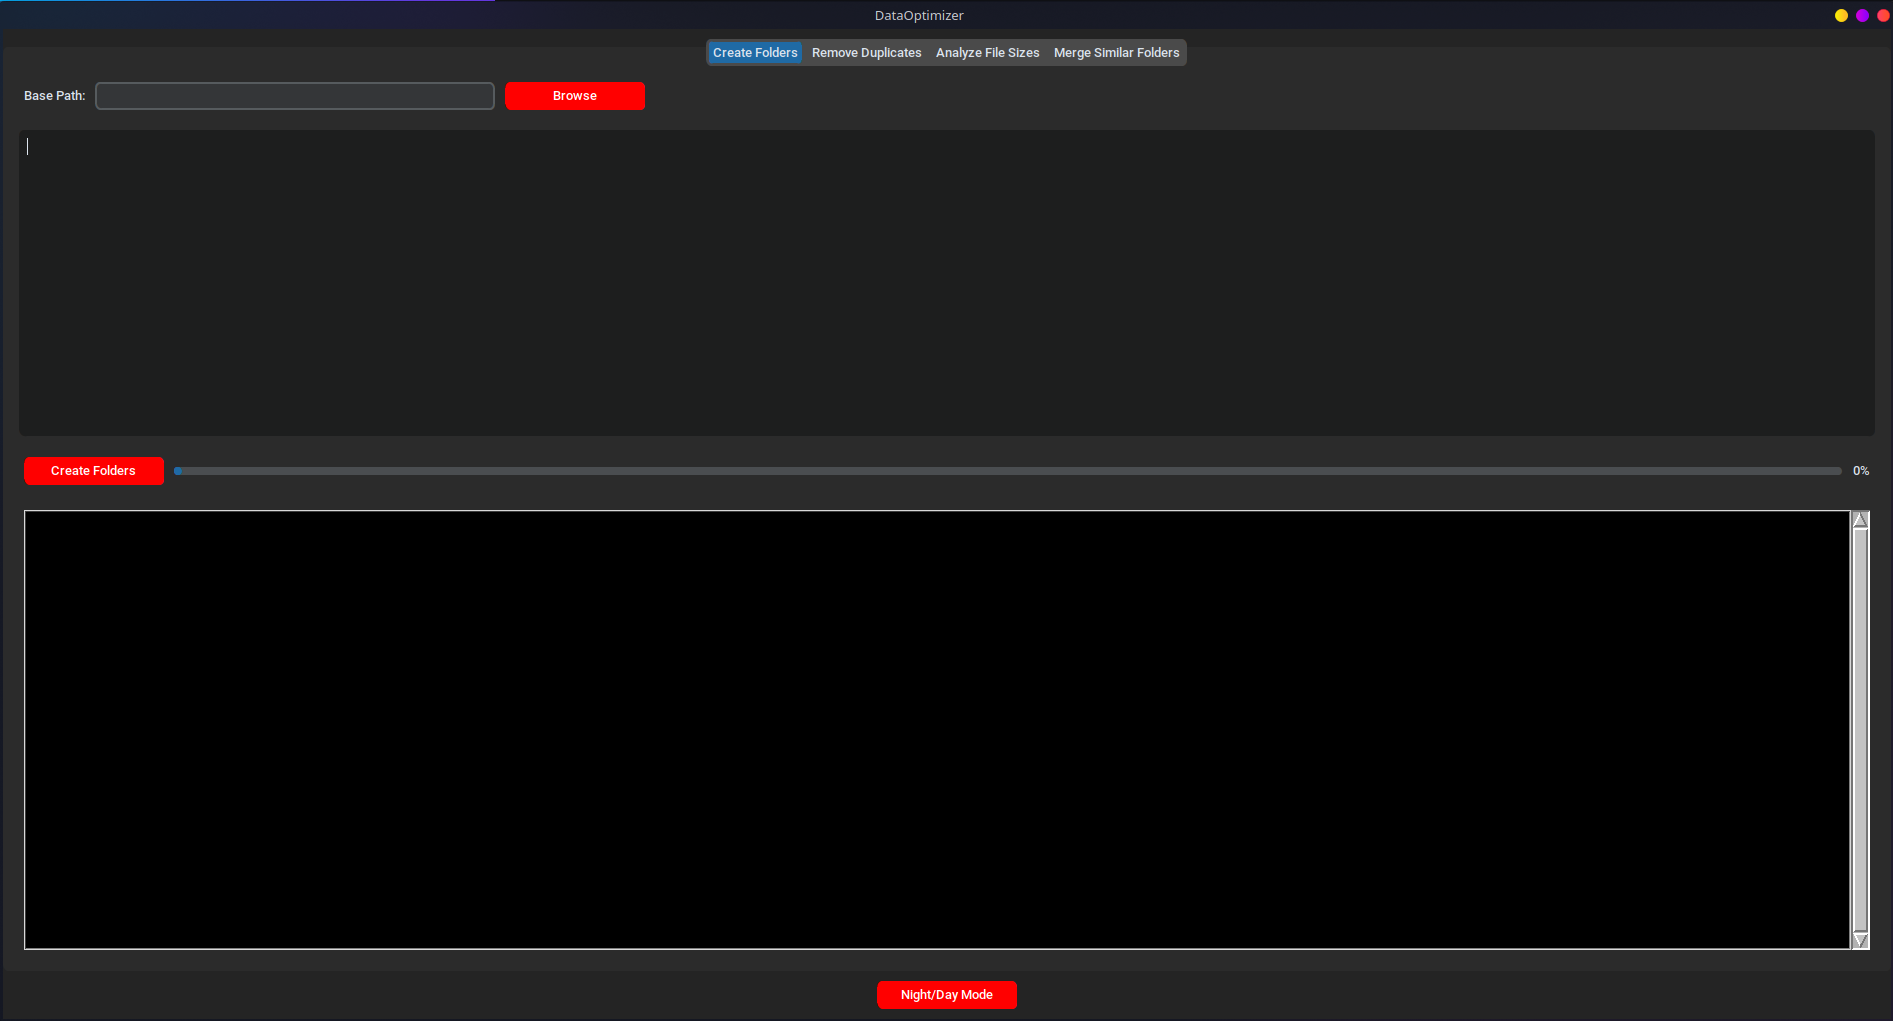 DataOptimizer
Create Folders Remove Duplicates Analyze File Sizes Merge Similar Folders
Base Path: Browse
Create Folders 0%
Night/Day Mode